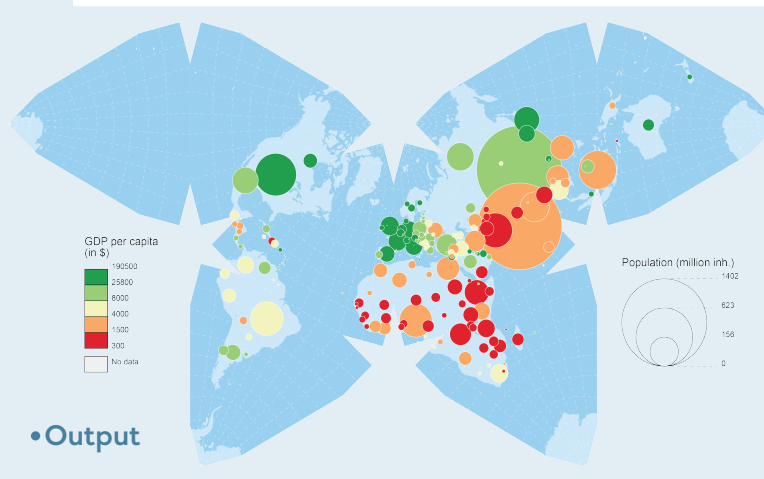 GDP per capita
(in $)
190500
25800
8000
4000
1500
300
No data
Population (million inh.)
1402
623
156
0
• Output